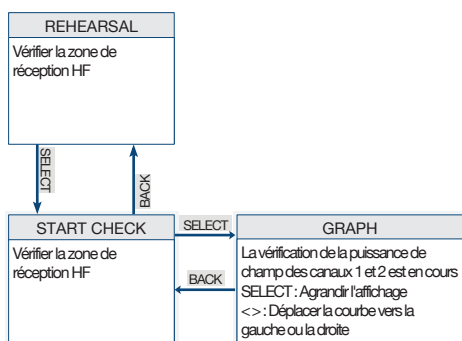 REHEARSAL
Vérifier la zone de
réception HF
SELECT
BACK
START CHECK
Vérifier la zone de
réception HF
SELECT
BACK
GRAPH
La vérification de la puissance de
champ des canaux 1 et 2 est en cours
SELECT : Agrandir l'affichage
<> : Déplacer la courbe vers la
gauche ou la droite